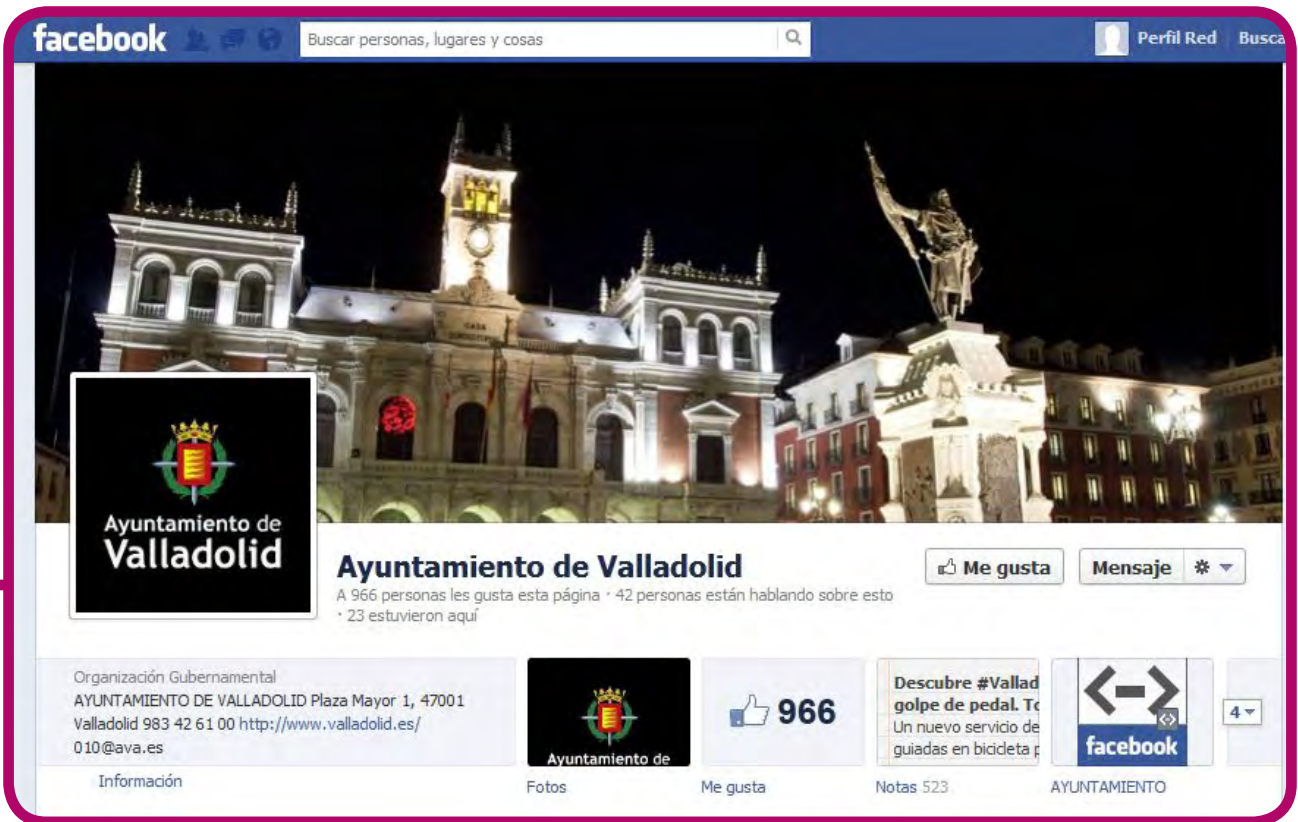 facebook
Buscar personas, lugares y cosas
Perfil Red Busca
CASA
Ayuntamiento de
Valladolid
Ayuntamiento de Valladolid
A 966 personas les gusta esta página · 42 personas están hablando sobre esto
· 23 estuvieron aquí
Me gusta
Mensaje
Organización Gubernamental
AYUNTAMIENTO DE VALLADOLID Plaza Mayor 1, 47001
Valladolid 983 42 61 00 http://www.valladolid.es/
010@ava.es
Información
Ayuntamiento de
Fotos
966
Me gusta
Descubre #Vallad
golpe de pedal. To
Un nuevo servicio de
guiadas en bicicleta p
Notas 523
facebook
AYUNTAMIENTO
4